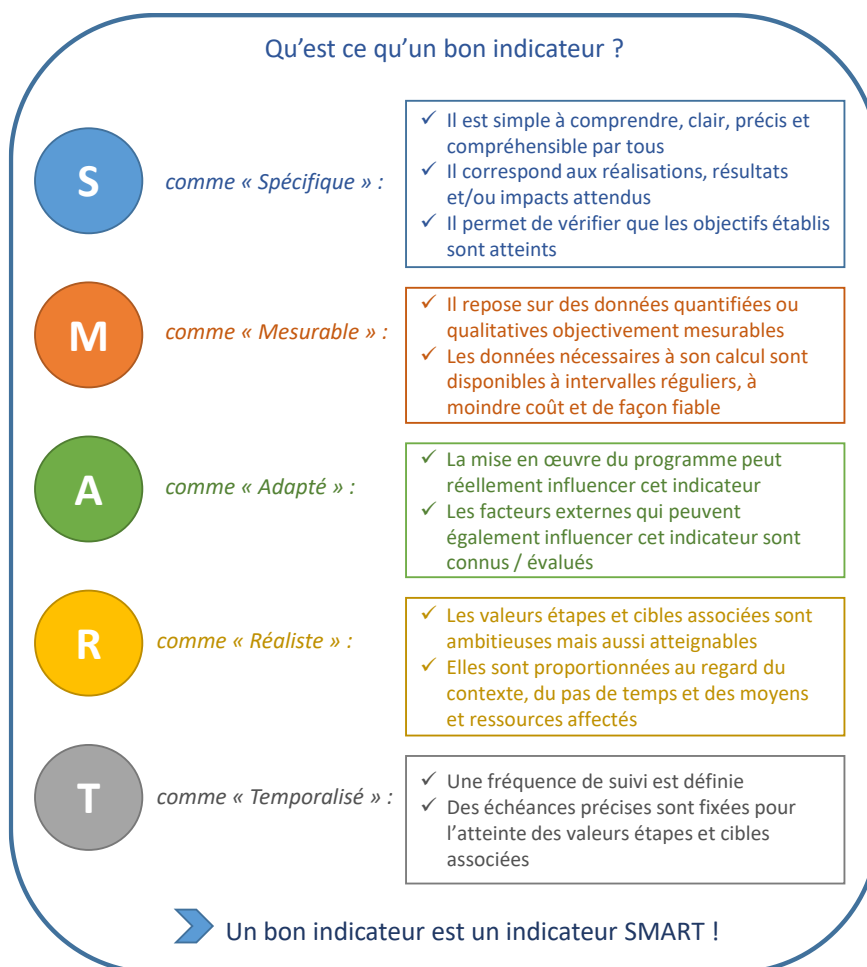 Qu'est ce qu'un bon indicateur ?
S
comme « Spécifique » :
✓ Il est simple à comprendre, clair, précis et
compréhensible par tous
✓ Il correspond aux réalisations, résultats
et/ou impacts attendus
✓ Il permet de vérifier que les objectifs établis
sont atteints
M
comme « Mesurable » :
✓ Il repose sur des données quantifiées ou
qualitatives objectivement mesurables
✓ Les données nécessaires à son calcul sont
disponibles à intervalles réguliers, à
moindre coût et de façon fiable
A
comme « Adapté » :
✓ La mise en œuvre du programme peut
réellement influencer cet indicateur
✓ Les facteurs externes qui peuvent
également influencer cet indicateur sont
connus / évalués
R
comme « Réaliste » :
✓ Les valeurs étapes et cibles associées sont
ambitieuses mais aussi atteignables
✓ Elles sont proportionnées au regard du
contexte, du pas de temps et des moyens
et ressources affectés
T
comme « Temporalisé » :
✓ Une fréquence de suivi est définie
✓ Des échéances précises sont fixées pour
l'atteinte des valeurs étapes et cibles
associées
Un bon indicateur est un indicateur SMART !